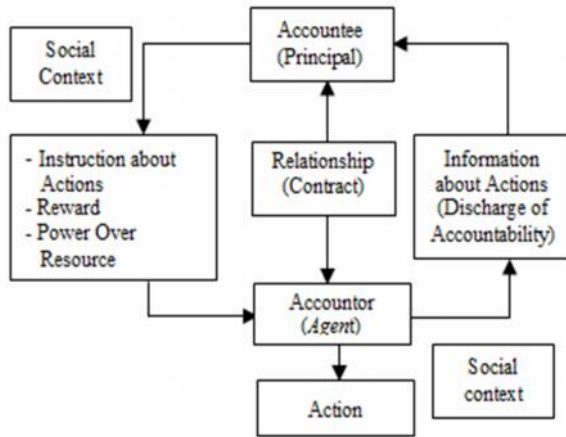 Social
Context
Accountee
(Principal)
- Instruction about
Actions
- Reward
- Power Over
Resource
Relationship
(Contract)
Information
about Actions
(Discharge of
Accountability)
Accountor
(Agent)
Social
context
Action